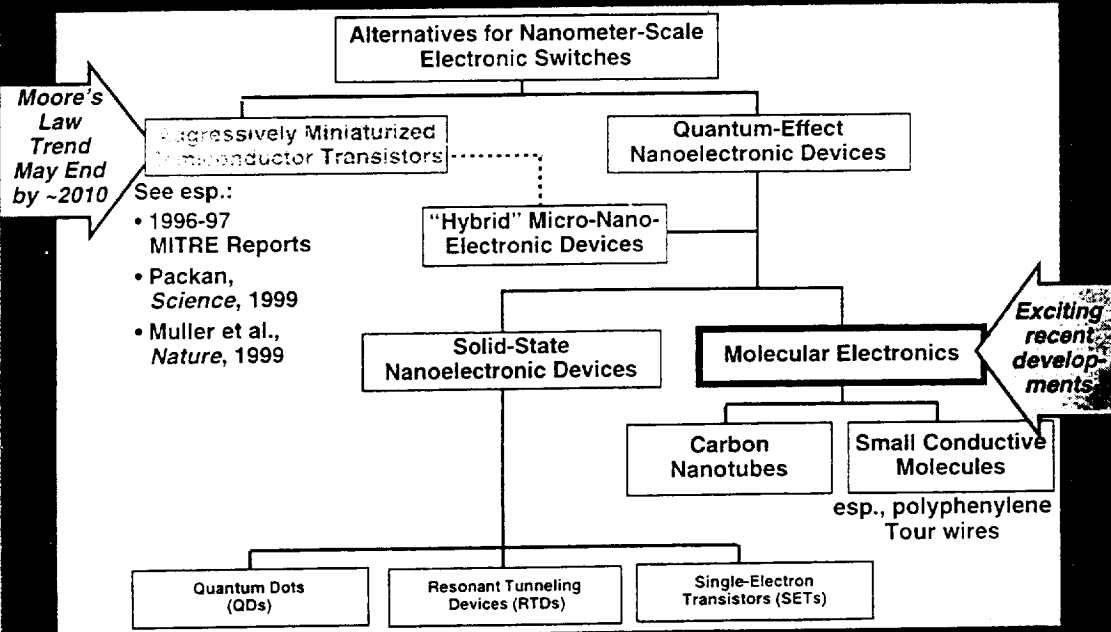 Alternatives for Nanometer-Scale
Electronic Switches
Moore's
Law
Trend
May End
by ~2010
Aggressively Miniaturized
Semiconductor Transistors
Quantum-Effect
Nanoelectronic Devices
See esp.:
• 1996-97
MITRE Reports
• Packan,
Science, 1999
• Muller et al.,
Nature, 1999
"Hybrid" Micro-Nano-
Electronic Devices
Solid-State
Nanoelectronic Devices
Molecular Electronics
Exciting
recent
develop-
ments
Carbon
Nanotubes
Small Conductive
Molecules
esp., polyphenylene
Tour wires
Quantum Dots
(QDs)
Resonant Tunneling
Devices (RTDs)
Single-Electron
Transistors (SETs)